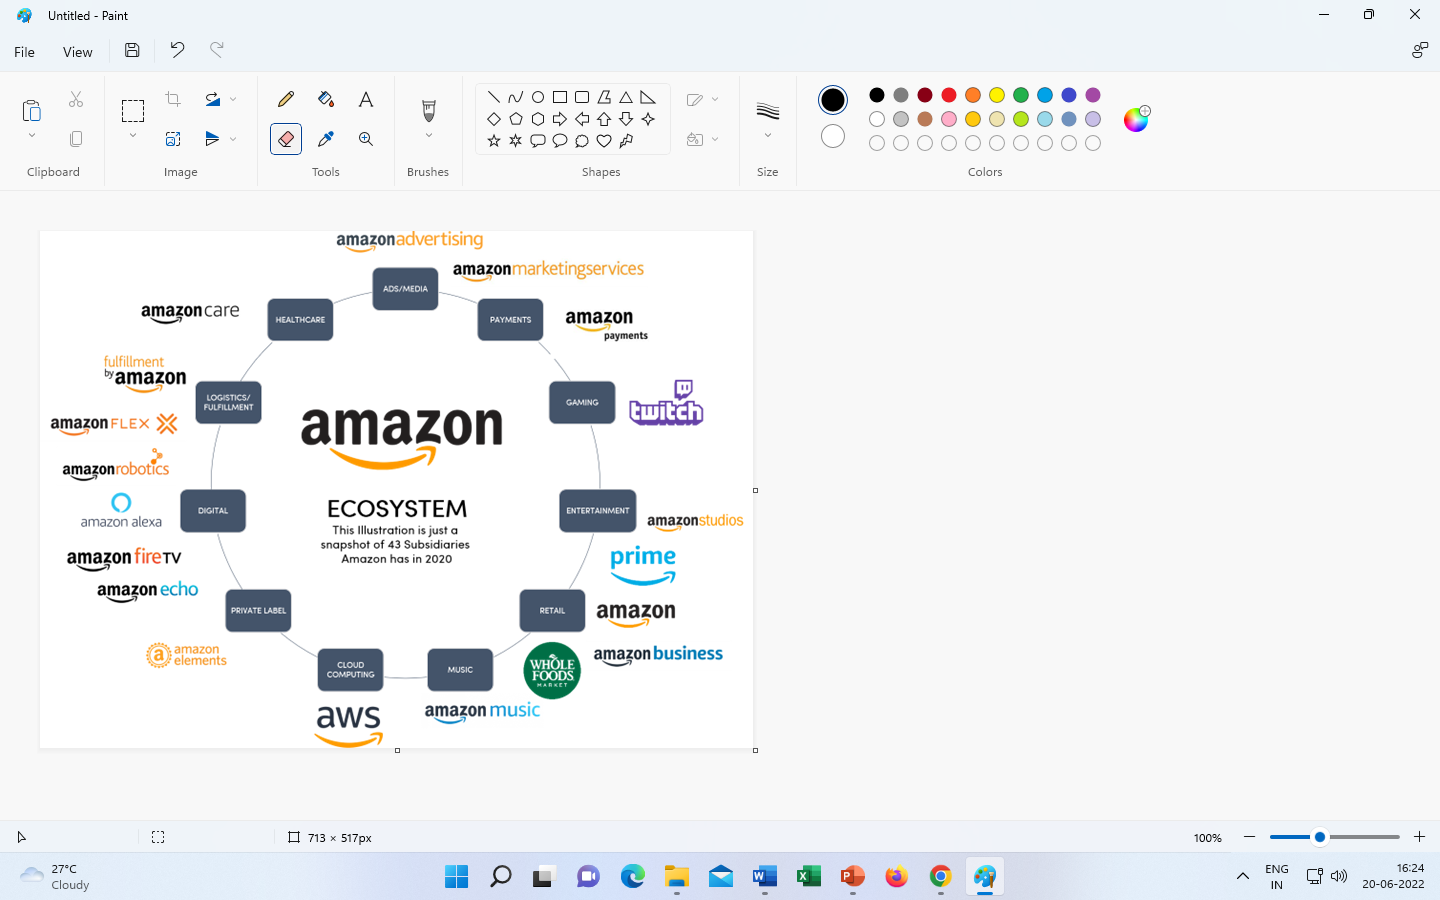 Untitled - Paint
File
View
Clipboard
Image
Tools
Brushes
Shapes
Size
Colors
amazonadvertising
ADS/MEDIA
amazonmarketingservices
amazoncare
HEALTHCARE
PAYMENTS
amazon
payments
fulfillment
by amazon
LOGISTICS/
FULFILLMENT
GAMING
twitch
amazon FLEX
amazon
amazonrobotics
amazon alexa
DIGITAL
ECOSYSTEM
This Illustration is just a
snapshot of 43 Subsidiaries
Amazon has in 2020
ENTERTAINMENT
amazonstudios
amazon fireTV
prime
amazon echo
PRIVATE LABEL
RETAIL
amazon
a
amazon
elements
CLOUD
COMPUTING
MUSIC
WHOLE
FOODS
MARKET
amazon business
aws
amazon music
713 × 517px
100%
27°C
Cloudy
ENG
IN
16:24
20-06-2022